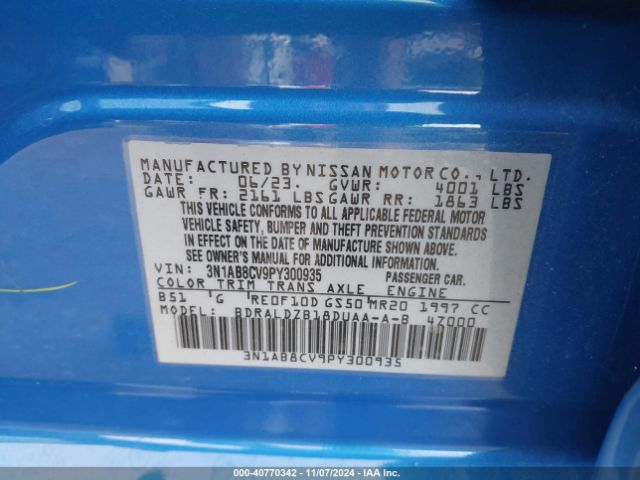 MANUFACTURED BY NISSAN MOTOR CO., LTD.
DATE: 06/23. GVWR: 4001 LBS
GAWR FR: 2161 LBS GAWR RR: 1863 LBS
THIS VEHICLE CONFORMS TO ALL APPLICABLE FEDERAL MOTOR
VEHICLE SAFETY, BUMPER AND THEFT PREVENTION STANDARDS
IN EFFECT ON THE DATE OF MANUFACTURE SHOWN ABOVE.
SEE OWNER'S MANUAL FOR ADDITIONAL INFORMATION.
VIN: 3N1AB8CV9PY300935 PASSENGER CAR.
COLOR TRIM TRANS AXLE ENGINE
B51 G RE0F10D GS50 MR20 1997 CC
MODEL: BDRALDZB18DUAA-A-B 47000
3N1AB8CV9PY300935
000-40770342 - 11/07/2024 - IAA Inc.